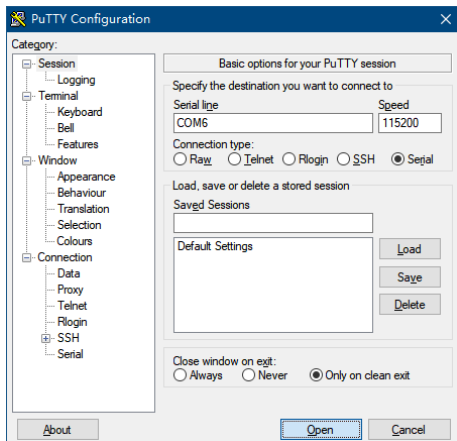 PuTTY Configuration
Category:
Session
Logging
Terminal
Keyboard
Bell
Features
Window
Appearance
Behaviour
Translation
Selection
Colours
Connection
Data
Proxy
Telnet
Rlogin
SSH
Serial
Basic options for your PuTTY session
Specify the destination you want to connect to
Serial line Speed
COM6 115200
Connection type:
Raw Telnet Rlogin SSH Serial
Load, save or delete a stored session
Saved Sessions
Default Settings
Load
Save
Delete
Close window on exit:
Always Never Only on clean exit
About Open Cancel